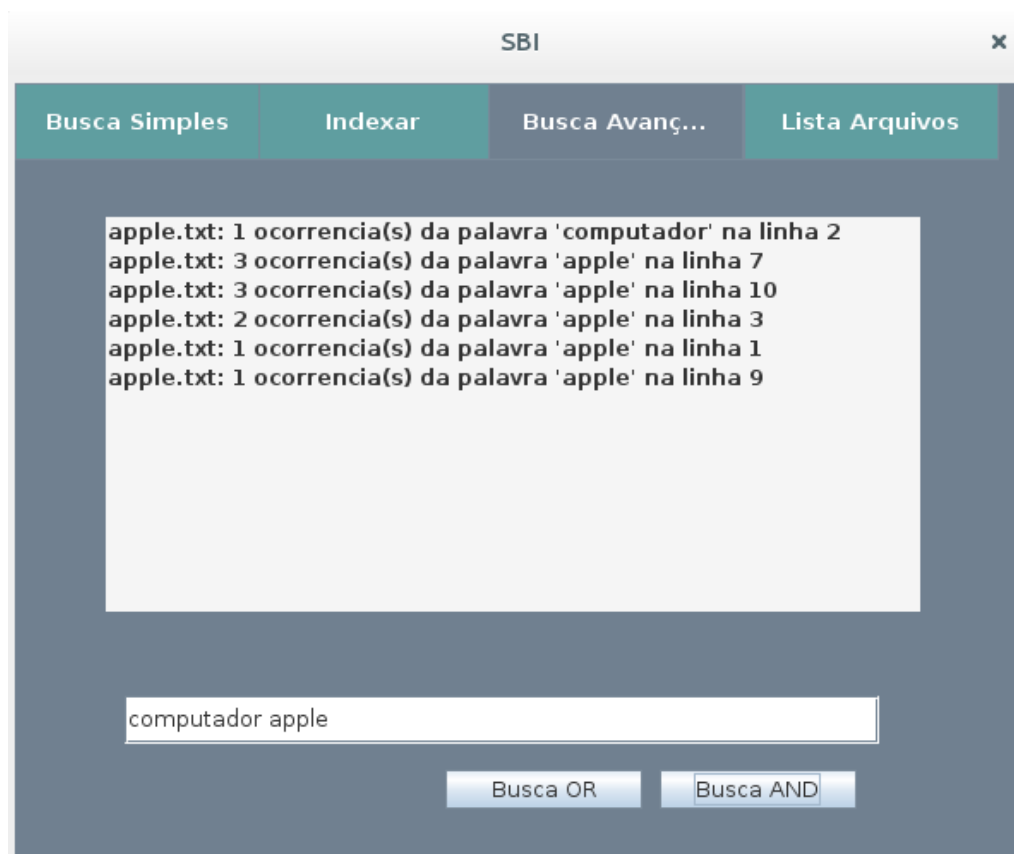 SBI ×
Busca Simples Indexar Busca Avanç... Lista Arquivos
apple.txt: 1 ocorrencia(s) da palavra 'computador' na linha 2
apple.txt: 3 ocorrencia(s) da palavra 'apple' na linha 7
apple.txt: 3 ocorrencia(s) da palavra 'apple' na linha 10
apple.txt: 2 ocorrencia(s) da palavra 'apple' na linha 3
apple.txt: 1 ocorrencia(s) da palavra 'apple' na linha 1
apple.txt: 1 ocorrencia(s) da palavra 'apple' na linha 9
computador apple
Busca OR Busca AND